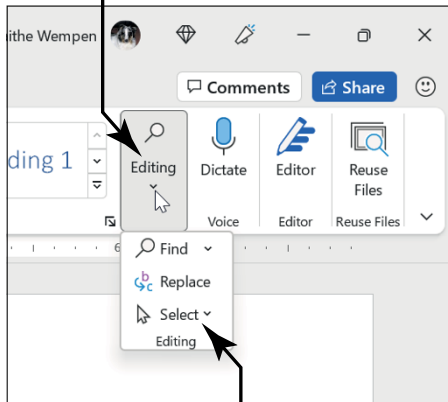 ithe Wempen
Comments
Share
ding 1
Editing
Dictate
Editor
Reuse
Files
Voice
Editor
Reuse Files
6
Find
Replace
Select
Editing